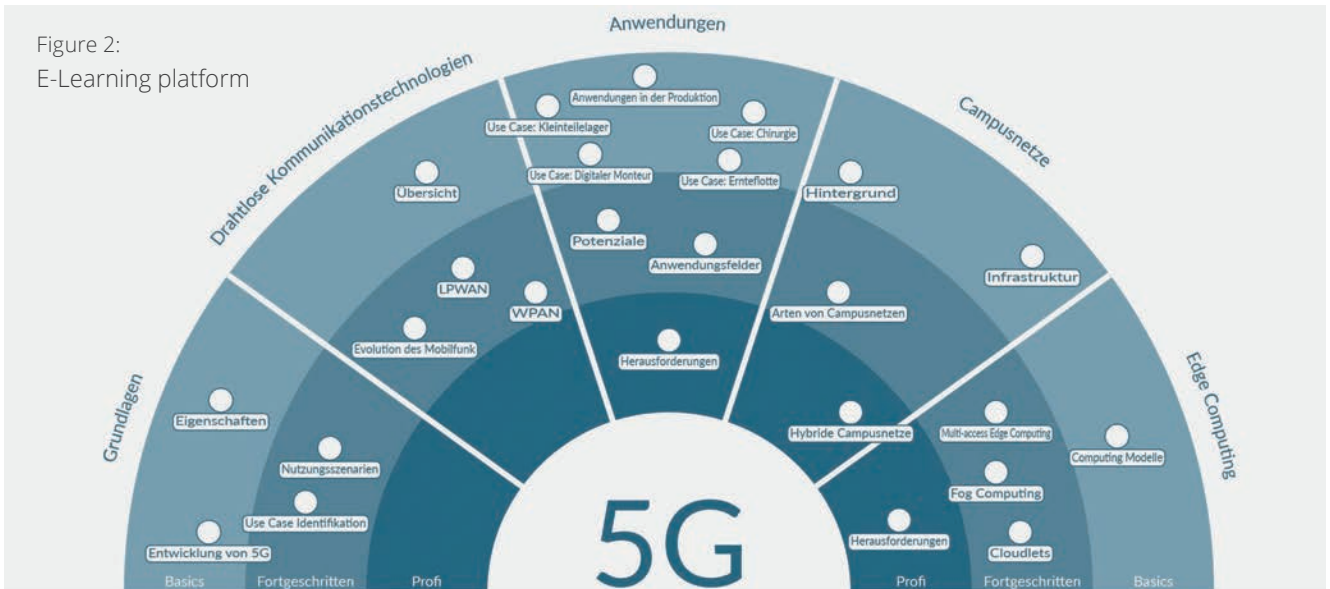 Figure 2:
E-Learning platform
Anwendungen
Drahtlose Kommunikationstechnologien
Campusnetze
Grundlagen
Edge Computing
Anwendungen in der Produktion
Use Case: Kleinteilelager
Use Case: Chirurgie
Use Case: Digitaler Monteur
Use Case: Ernteflotte
Übersicht
Hintergrund
Potenziale
Anwendungsfelder
Infrastruktur
LPWAN
WPAN
Arten von Campusnetzen
Evolution des Mobilfunk
Herausforderungen
Eigenschaften
Hybride Campusnetze
Multi-access Edge Computing
Computing Modelle
Nutzungsszenarien
Fog Computing
Use Case Identifikation
Entwicklung von 5G
Herausforderungen
Cloudlets
5G
Basics
Fortgeschritten
Profi
Profi
Fortgeschritten
Basics